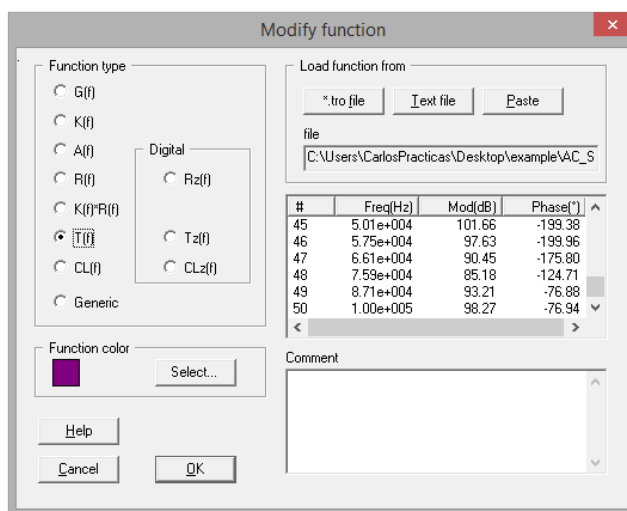 Modify function
Function type
G(f)
K(f)
A(f)
R(f)
K(f)*R(f)
T(f)
CL(f)
Generic
Digital
Rz(f)
Tz(f)
CLz(f)
Load function from
*.tro file
Text file
Paste
file
C:\Users\CarlosPracticas\Desktop\example\AC_S
# Freq(Hz) Mod(dB) Phase(°)
45 5.01e+004 101.66 -199.38
46 5.75e+004 97.63 -199.96
47 6.61e+004 90.45 -175.80
48 7.59e+004 85.18 -124.71
49 8.71e+004 93.21 -76.88
50 1.00e+005 98.27 -76.94
Function color
Select...
Comment
Help
Cancel
OK